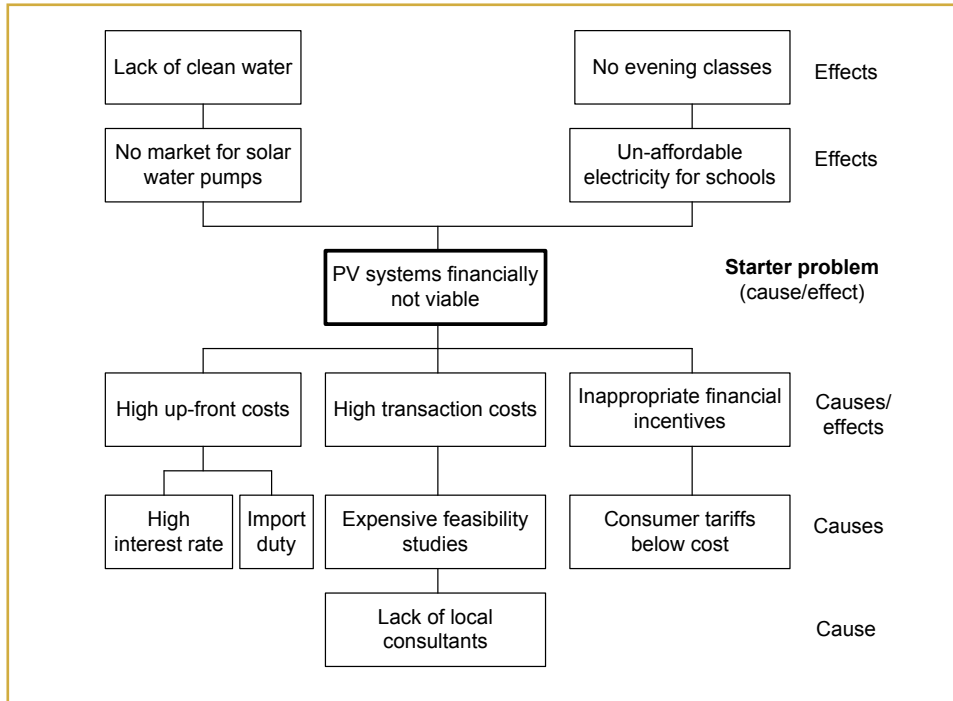 Lack of clean water
No evening classes
Effects
No market for solar
water pumps
Un-affordable
electricity for schools
Effects
PV systems financially
not viable
Starter problem
(cause/effect)
High up-front costs
High transaction costs
Inappropriate financial
incentives
Causes/
effects
High
interest rate
Import
duty
Expensive feasibility
studies
Consumer tariffs
below cost
Causes
Lack of local
consultants
Cause